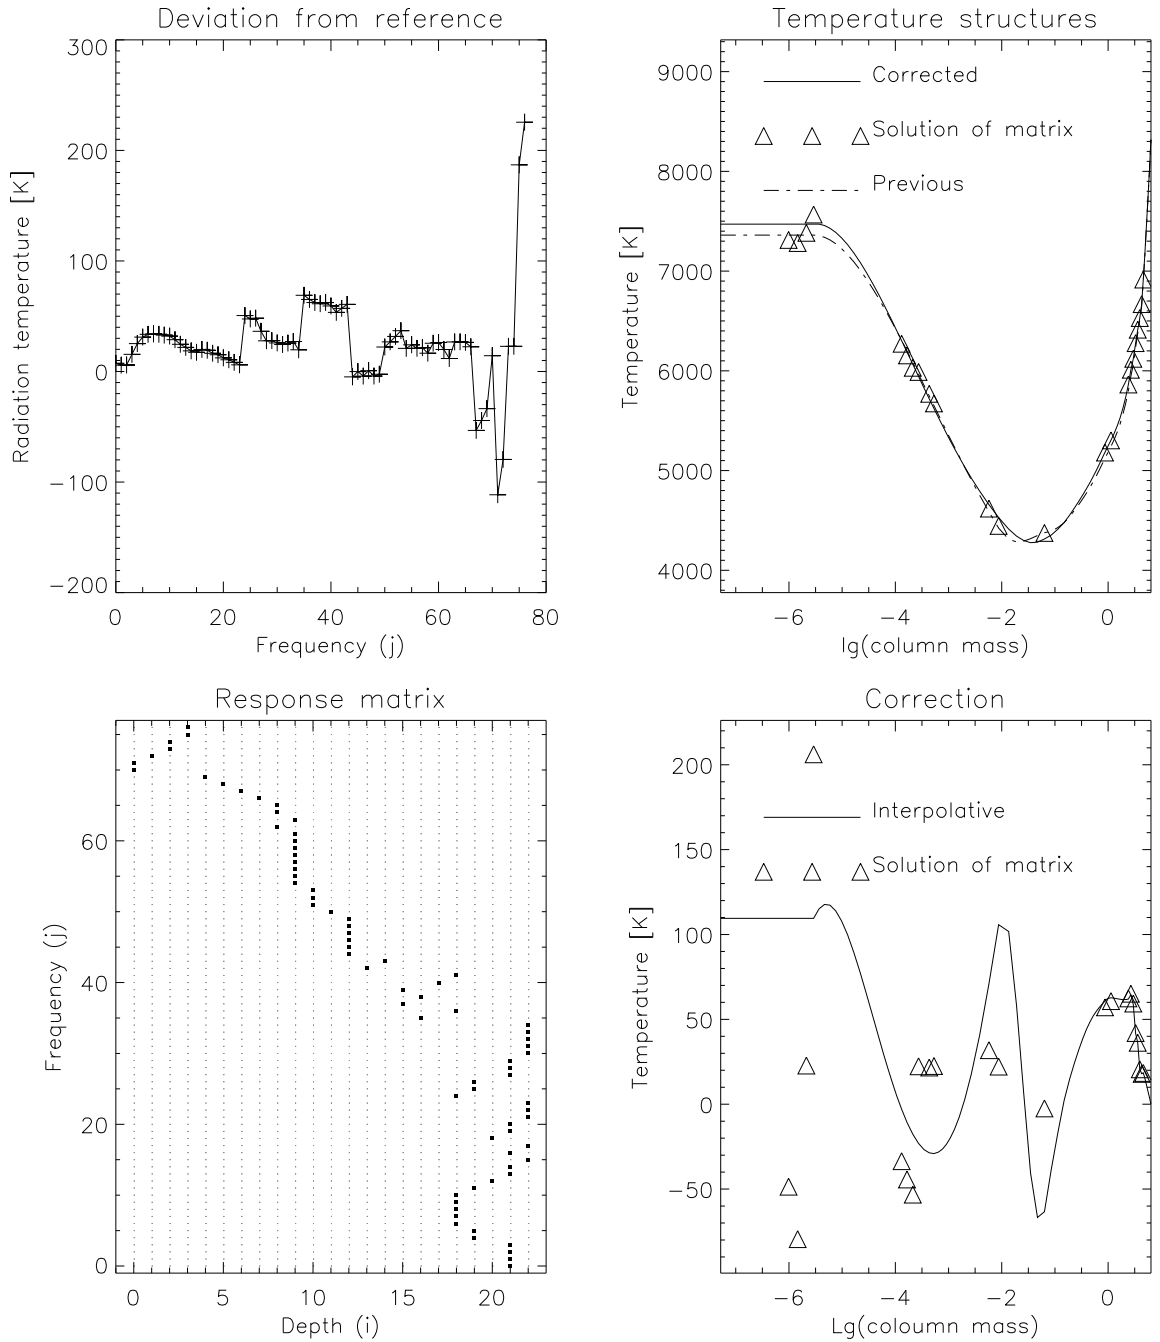 Deviation from reference
300
200
100
0
−100
−200
Radiation temperature [K]
0 20 40 60 80
Frequency (j)
Temperature structures
9000
8000
7000
6000
5000
4000
Temperature [K]
Corrected
Solution of matrix
Previous
−6 −4 −2 0
lg(column mass)
Response matrix
60
40
20
0
Frequency (j)
0 5 10 15 20
Depth (i)
Correction
200
150
100
50
0
−50
Temperature [K]
Interpolative
Solution of matrix
−6 −4 −2 0
Lg(coloumn mass)